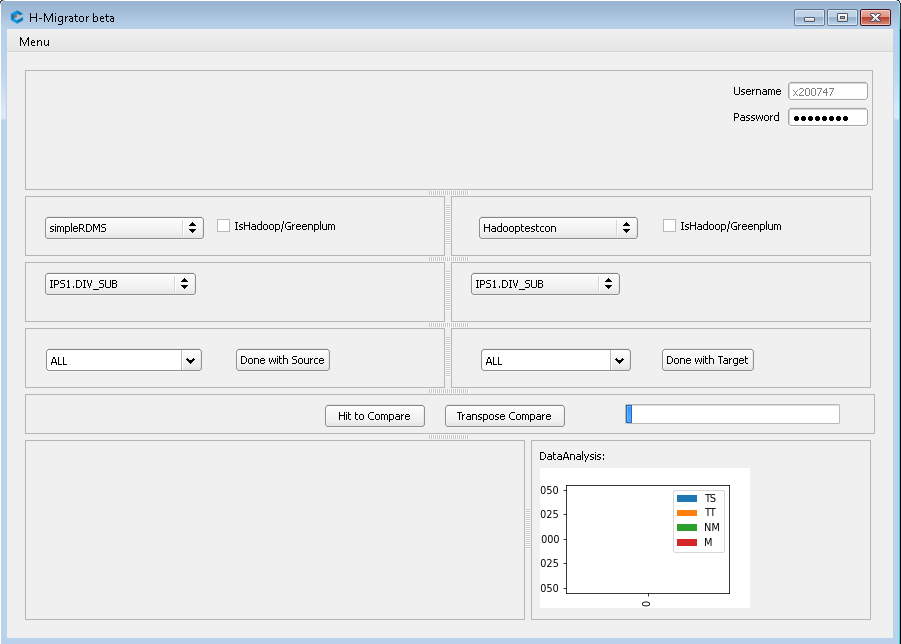 H-Migrator beta
Menu
Username x200747
Password ●●●●●●●●
simpleRDMS IsHadoop/Greenplum Hadooptestcon IsHadoop/Greenplum
IPS1.DIV_SUB IPS1.DIV_SUB
ALL Done with Source ALL Done with Target
Hit to Compare Transpose Compare
DataAnalysis:
050
025
000
025
050
TS
TT
NM
M
0